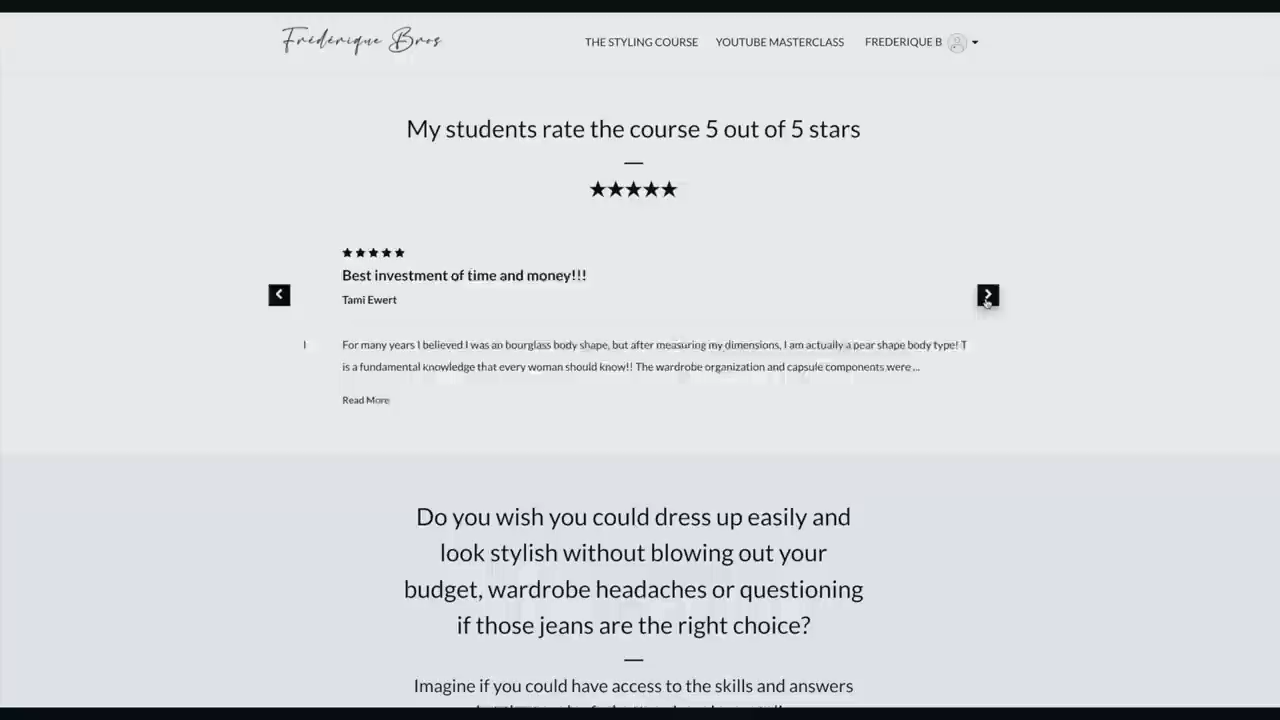 Frédérique Bros
THE STYLING COURSE YOUTUBE MASTERCLASS FREDERIQUE B
My students rate the course 5 out of 5 stars
★★★★★
★★★★★
Best investment of time and money!!!
Tami Ewert
For many years I believed I was an hourglass body shape, but after measuring my dimensions, I am actually a pear shape body type! T
is a fundamental knowledge that every woman should know!! The wardrobe organization and capsule components were ...
Read More
Do you wish you could dress up easily and
look stylish without blowing out your
budget, wardrobe headaches or questioning
if those jeans are the right choice?
Imagine if you could have access to the skills and answers